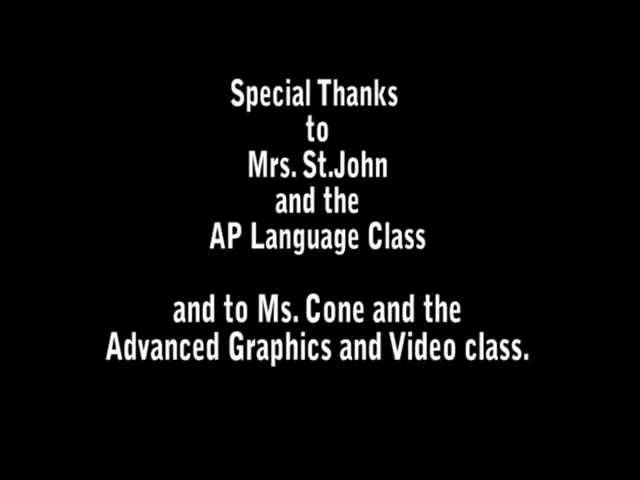 Special Thanks
to
Mrs. St.John
and the
AP Language Class
and to Ms. Cone and the
Advanced Graphics and Video class.